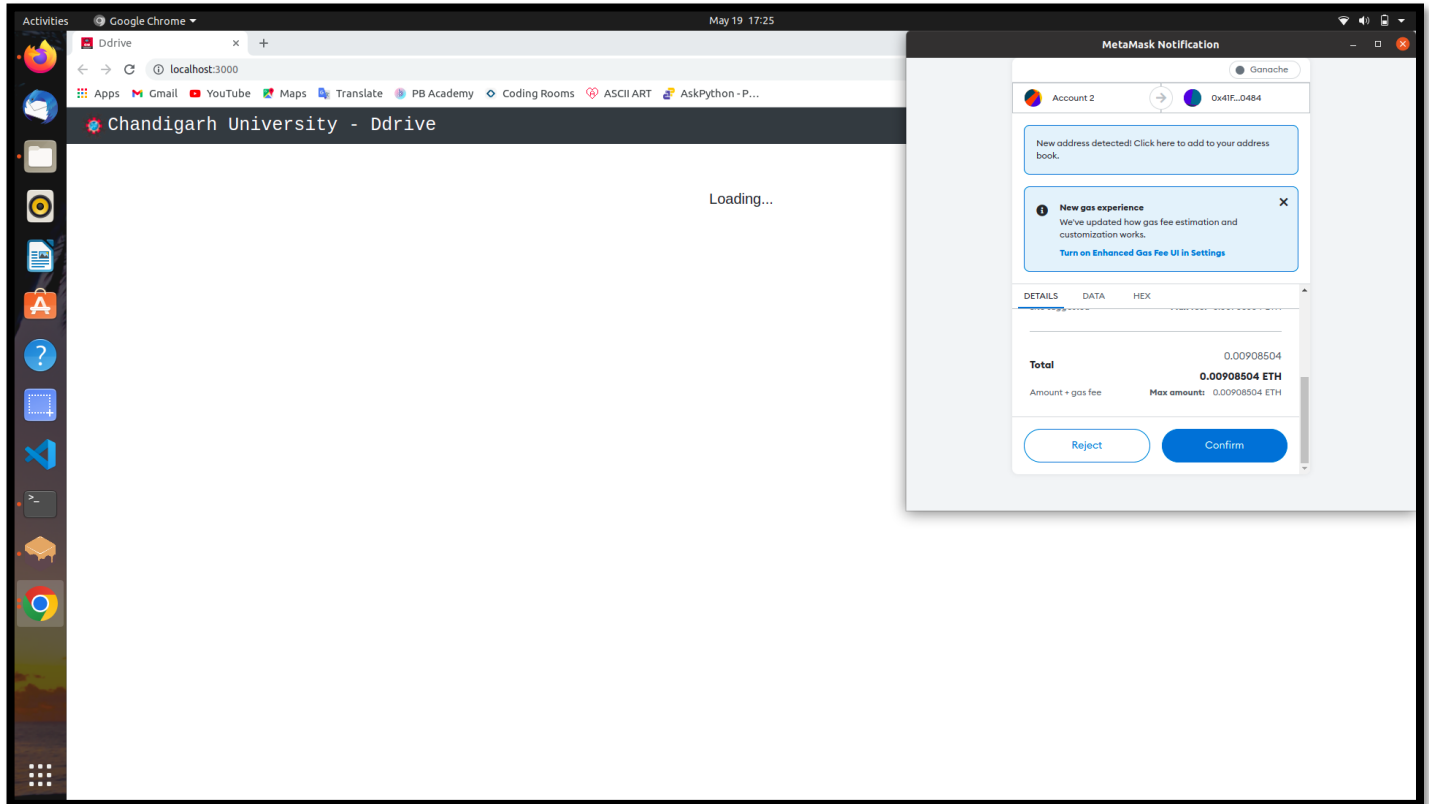 Activities
Google Chrome
May 19 17:25
Ddrive
localhost:3000
Apps Gmail YouTube Maps Translate PB Academy Coding Rooms ASCII ART AskPython - P...
Chandigarh University - Ddrive
Loading...
MetaMask Notification
Ganache
Account 2
0x41F...0484
New address detected! Click here to add to your address
book.
New gas experience
We've updated how gas fee estimation and
customization works.
Turn on Enhanced Gas Fee UI in Settings
DETAILS DATA HEX
0.00908504
Total
0.00908504 ETH
Amount + gas fee Max amount: 0.00908504 ETH
Reject Confirm